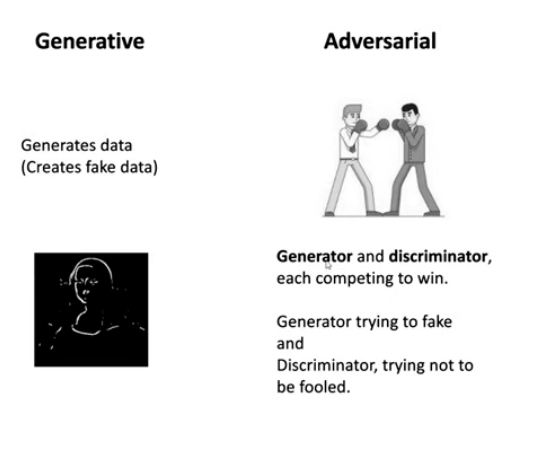 Generative
Adversarial
Generates data
(Creates fake data)
Generator and discriminator,
each competing to win.
Generator trying to fake
and
Discriminator, trying not to
be fooled.